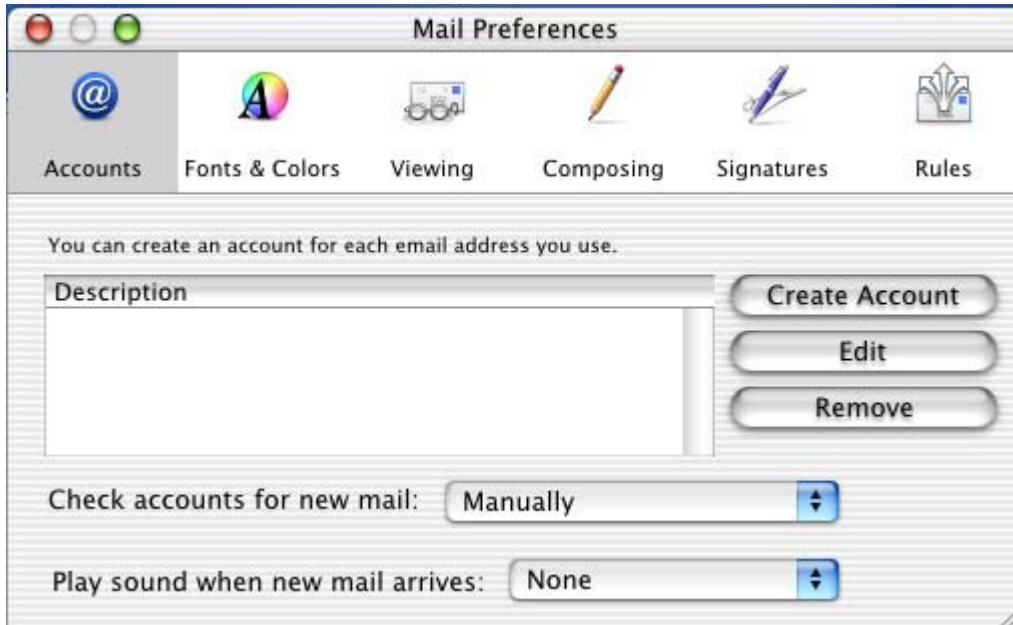 Mail Preferences
Accounts Fonts & Colors Viewing Composing Signatures Rules
You can create an account for each email address you use.
Description
Create Account
Edit
Remove
Check accounts for new mail: Manually
Play sound when new mail arrives: None